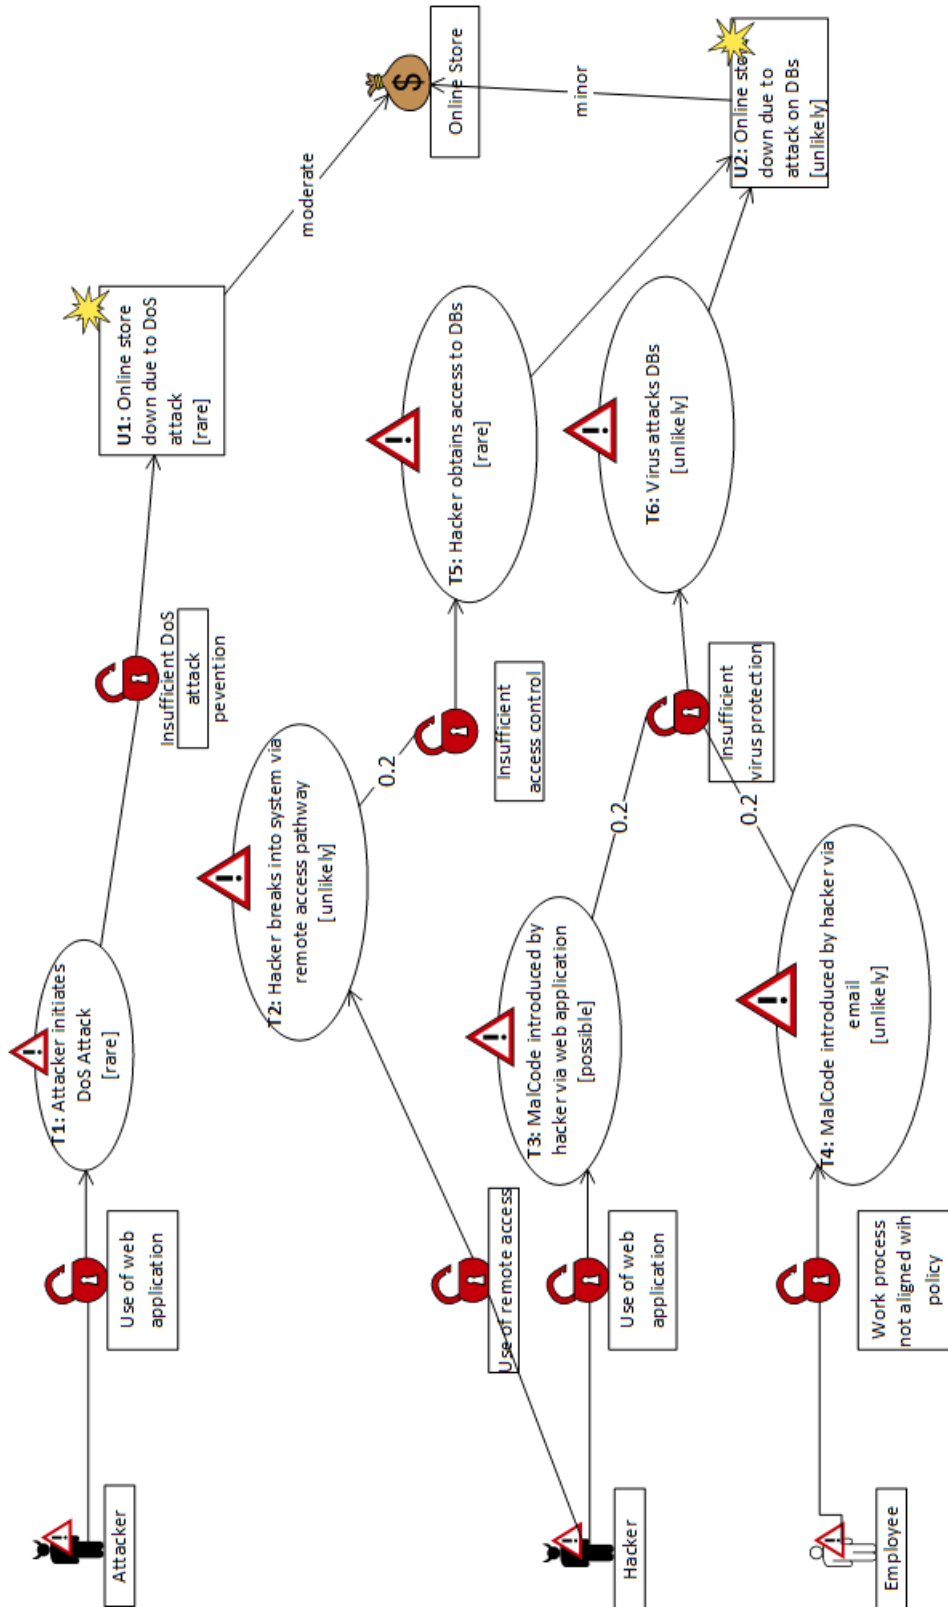 Attacker
Use of web
application
T1: Attacker initiates
DoS Attack
[rare]
Insufficient DoS
attack
pevention
U1: Online store
down due to DoS
attack
[rare]
moderate
Online Store
Hacker
Use of remote access
T2: Hacker breaks into system via
remote access pathway
[unlikely]
0.2
Insufficient
access control
T5: Hacker obtains access to DBs
[rare]
Use of web
application
T3: MalCode introduced by
hacker via web application
[possible]
0.2
Insufficient
virus protection
T6: Virus attacks DBs
[unlikely]
minor
U2: Online store
down due to
attack on DBs
[unlikely]
Employee
Work process
not aligned wih
policy
T4: MalCode introduced by hacker via
email
[unlikely]
0.2